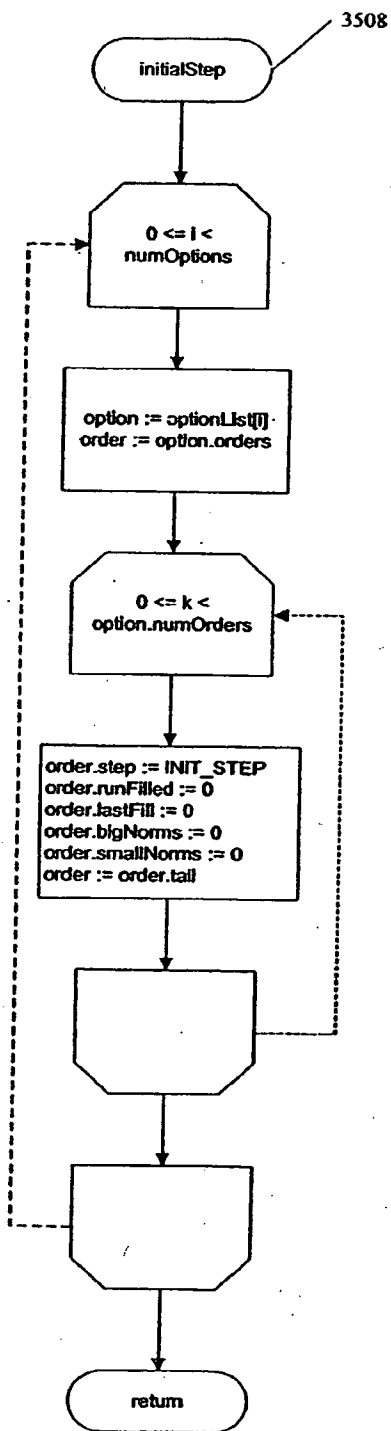 3508
initialStep
0 <= i <
numOptions
option := optionList[i]
order := option.orders
0 <= k <
option.numOrders
order.step := INIT_STEP
order.runFilled := 0
order.lastFill := 0
order.bigNorms := 0
order.smallNorms := 0
order := order.tail
return